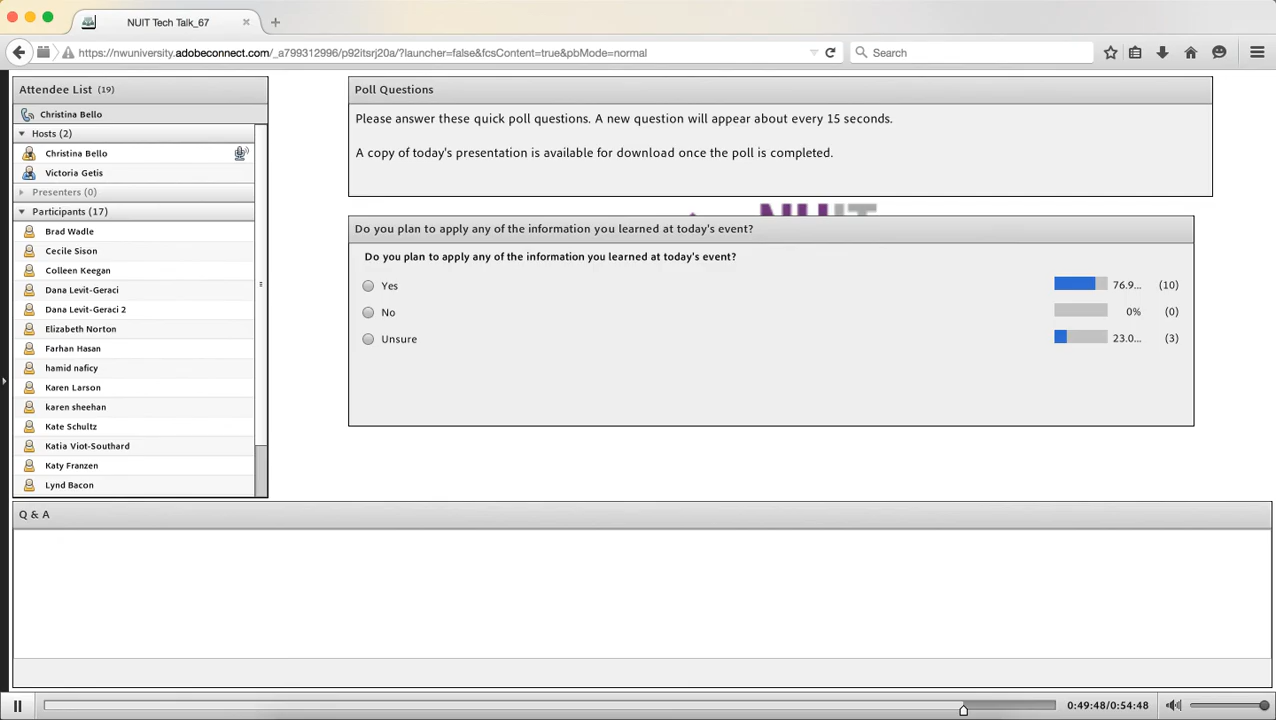 NUIT Tech Talk_67
https://nwuniversity.adobeconnect.com/_a799312996/p92itsrj20a/?launcher=false&fcsContent=true&pbMode=normal
Search
Attendee List (19)
Christina Bello
Hosts (2)
Christina Bello
Victoria Getis
Presenters (0)
Participants (17)
Brad Wadle
Cecile Sison
Colleen Keegan
Dana Levit-Geraci
Dana Levit-Geraci 2
Elizabeth Norton
Farhan Hasan
hamid naficy
Karen Larson
karen sheehan
Kate Schultz
Katia Viot-Southard
Katy Franzen
Lynd Bacon
Poll Questions
Please answer these quick poll questions. A new question will appear about every 15 seconds.
A copy of today's presentation is available for download once the poll is completed.
NUIT
Do you plan to apply any of the information you learned at today's event?
Do you plan to apply any of the information you learned at today's event?
Yes 76.9... (10)
No 0% (0)
Unsure 23.0... (3)
Q & A
0:49:48/0:54:48